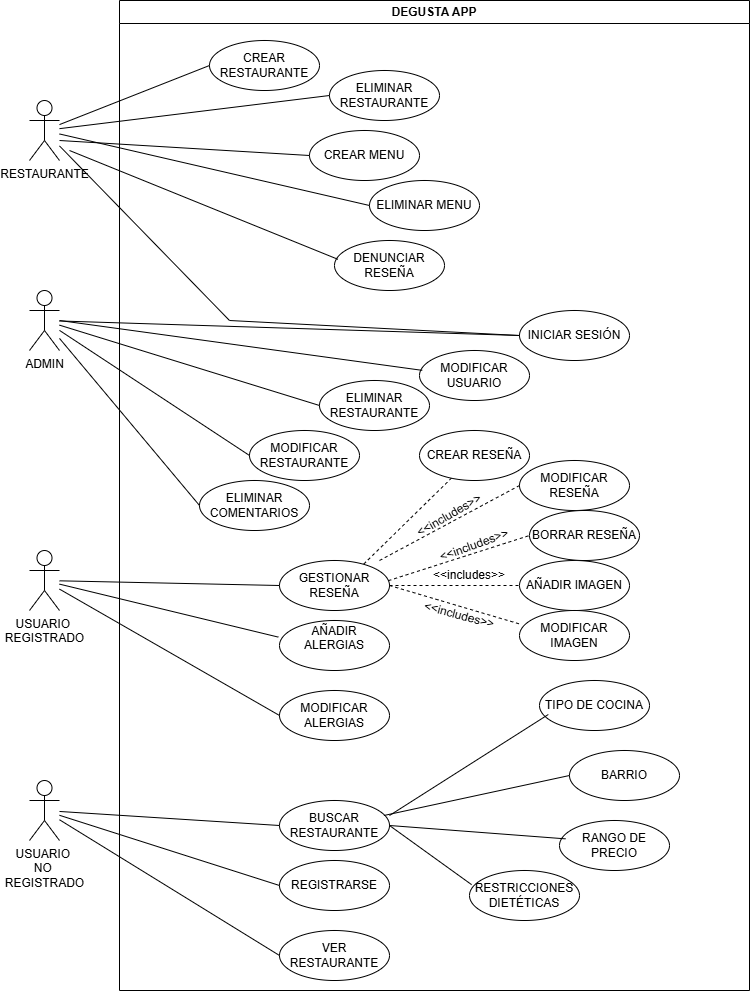 DEGUSTA APP
CREAR
RESTAURANTE
ELIMINAR
RESTAURANTE
CREAR MENU
RESTAURANTE
ELIMINAR MENU
DENUNCIAR
RESEÑA
INICIAR SESIÓN
ADMIN
MODIFICAR
USUARIO
ELIMINAR
RESTAURANTE
MODIFICAR
RESTAURANTE
CREAR RESEÑA
ELIMINAR
COMENTARIOS
MODIFICAR
RESEÑA
<<includes>>
BORRAR RESEÑA
<<includes>>
GESTIONAR
RESEÑA
<<includes>>
AÑADIR IMAGEN
<<includes>>
MODIFICAR
IMAGEN
USUARIO
REGISTRADO
AÑADIR
ALERGIAS
MODIFICAR
ALERGIAS
TIPO DE COCINA
BARRIO
BUSCAR
RESTAURANTE
RANGO DE
PRECIO
USUARIO
NO
REGISTRADO
REGISTRARSE
RESTRICCIONES
DIETÉTICAS
VER
RESTAURANTE